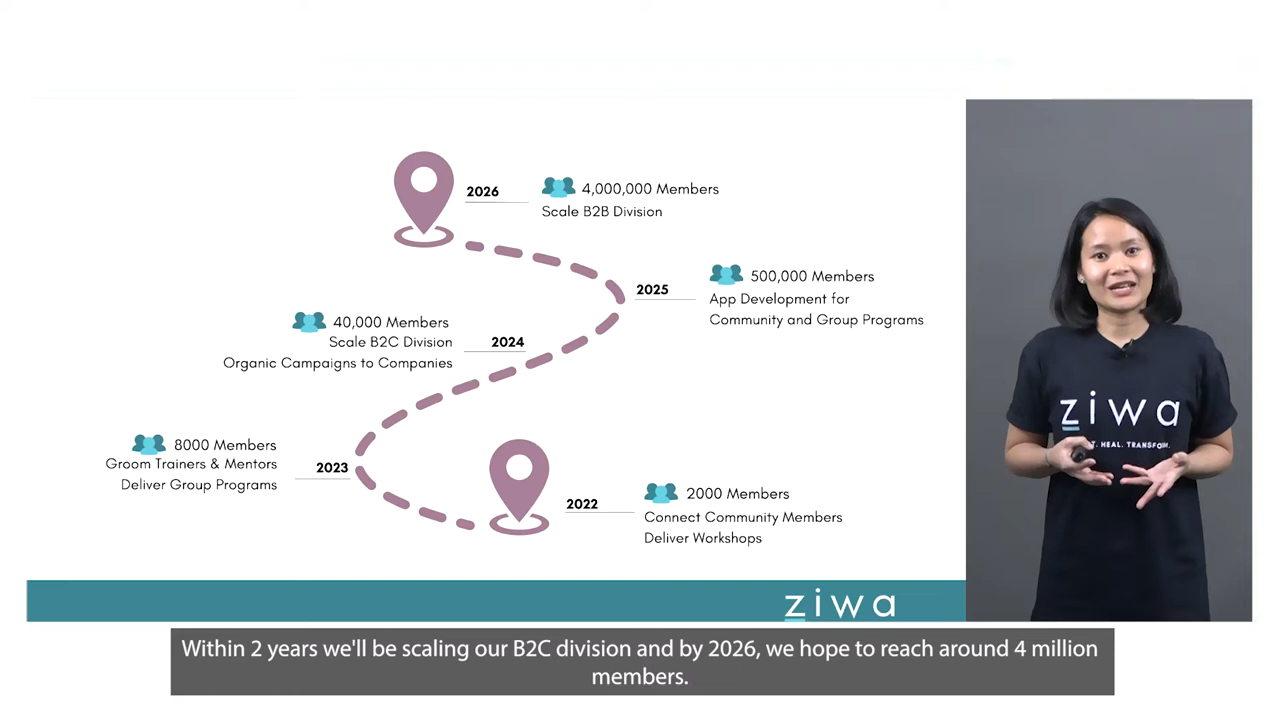 2026
4,000,000 Members
Scale B2B Division
2025
500,000 Members
App Development for
Community and Group Programs
40,000 Members
Scale B2C Division
Organic Campaigns to Companies
2024
8000 Members
Groom Trainers & Mentors
Deliver Group Programs
2023
2022
2000 Members
Connect Community Members
Deliver Workshops
ziwa
ziwa
HEAL. TRANSFORM.
Within 2 years we'll be scaling our B2C division and by 2026, we hope to reach around 4 million
members.